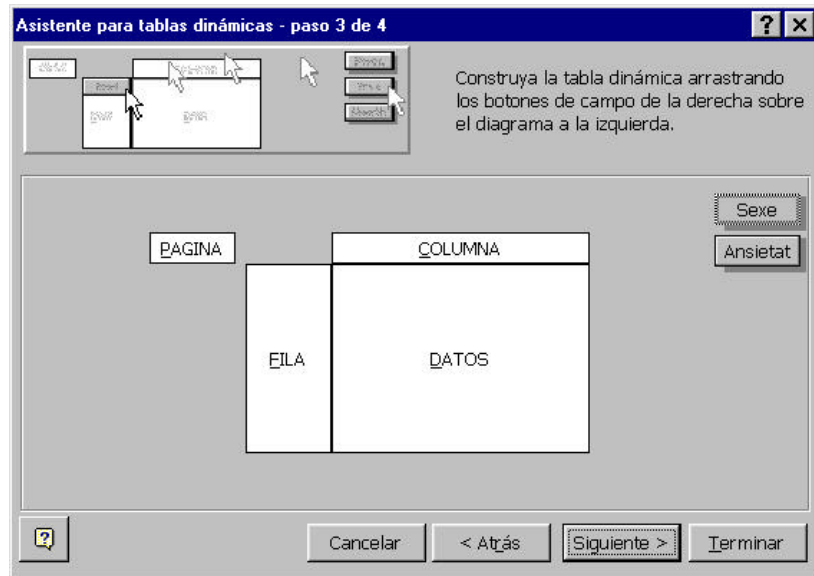 Asistente para tablas dinámicas - paso 3 de 4
Construya la tabla dinámica arrastrando
los botones de campo de la derecha sobre
el diagrama a la izquierda.
Sexe
PAGINA
COLUMNA
Ansietat
FILA
DATOS
Cancelar
< Atrás
Siguiente >
Terminar